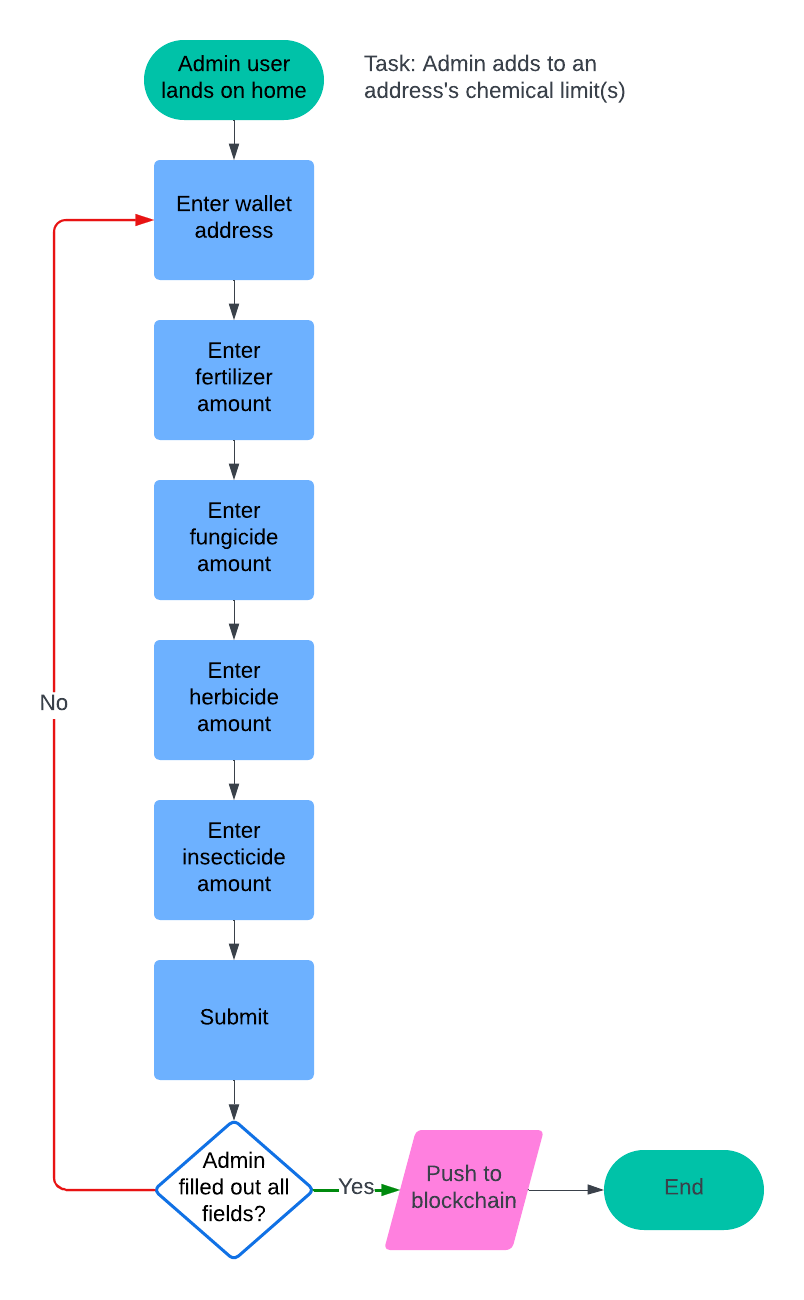 Admin user
lands on home
Task: Admin adds to an
address's chemical limit(s)
Enter wallet
address
Enter
fertilizer
amount
Enter
fungicide
amount
Enter
herbicide
amount
No
Enter
insecticide
amount
Submit
Admin
filled out all
fields?
Yes
Push to
blockchain
End